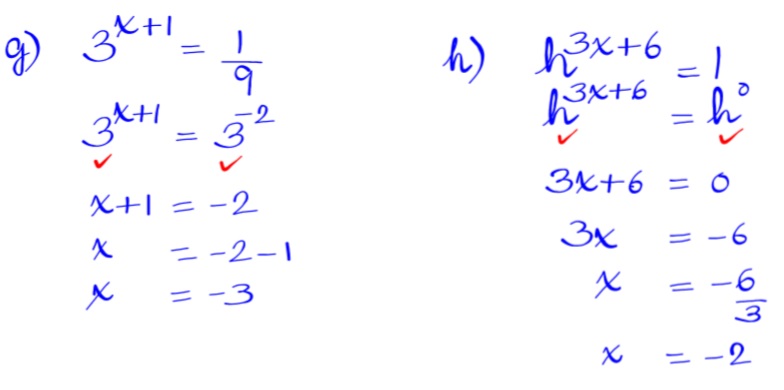 g) 3^{x+1} = \frac{1}{9}
3^{x+1} = 3^{-2}
✓ ✓
x+1 = -2
x = -2-1
x = -3
h) h^{3x+6} = 1
h^{3x+6} = h^0
✓ ✓
3x+6 = 0
3x = -6
x = \frac{-6}{3}
x = -2